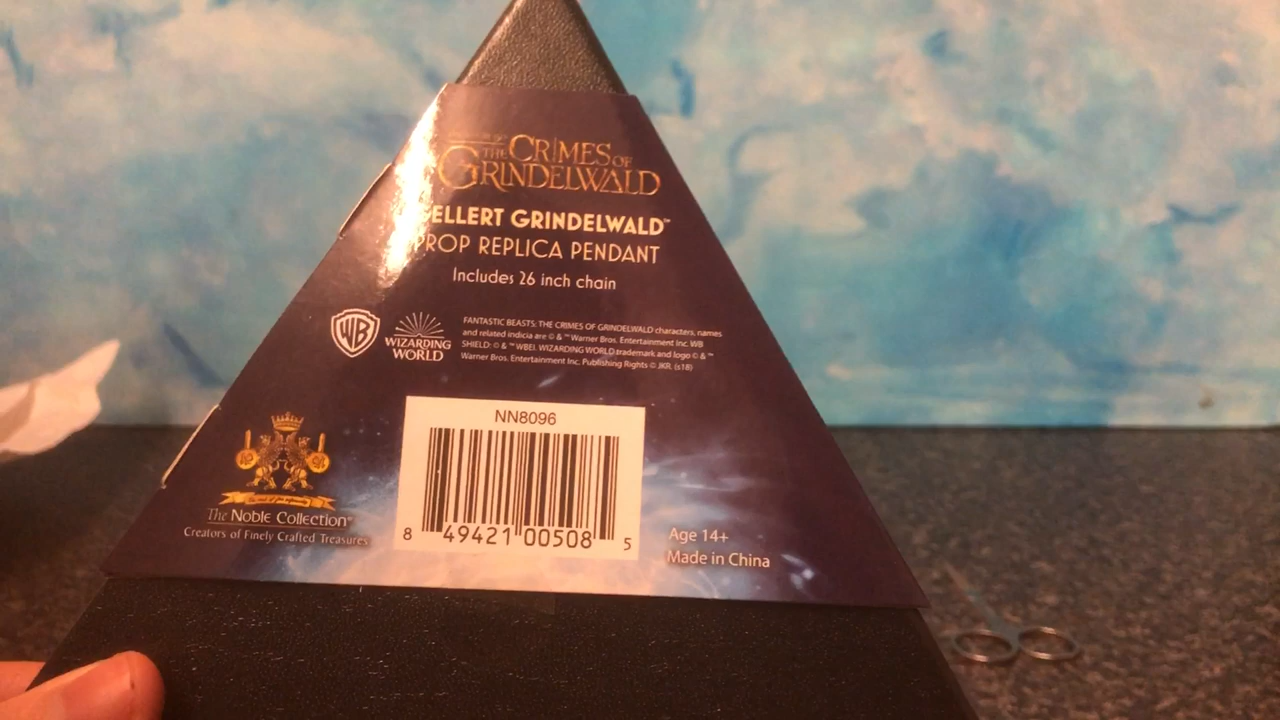 THE CRIMES OF
GRINDELWALD
ELLERT GRINDELWALD™
PROP REPLICA PENDANT
Includes 26 inch chain
WB
WIZARDING
WORLD
FANTASTIC BEASTS: THE CRIMES OF GRINDELWALD characters, names
and related indicia are © & ™ Warner Bros. Entertainment Inc. WB
SHIELD: © & ™ WBEI. WIZARDING WORLD trademark and logo © & ™
Warner Bros. Entertainment Inc. Publishing Rights © JKR. (s18)
NN8096
8 49421 00508 5
The Noble Collection
Creators of Finely Crafted Treasures
Age 14+
Made in China